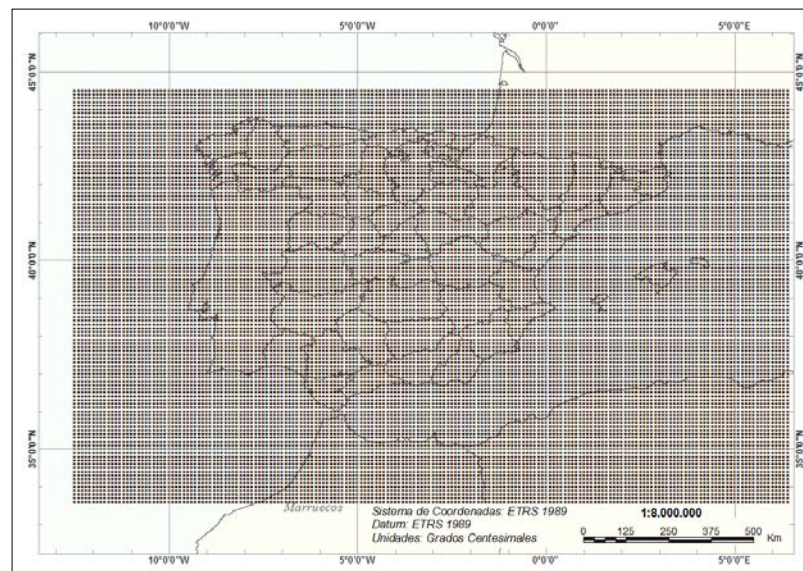 10°0'0"W 5°0'0"W 0°0'0"E 5°0'0"E
45°0'0"N 45°0'0"N
40°0'0"N 40°0'0"N
35°0'0"N 35°0'0"N
Marruecos
Sistema de Coordenadas: ETRS 1989
Datum: ETRS 1989
Unidades: Grados Centesimales
1:8.000.000
0 125 250 375 500 Km
10°0'0"W 5°0'0"W 0°0'0"E 5°0'0"E